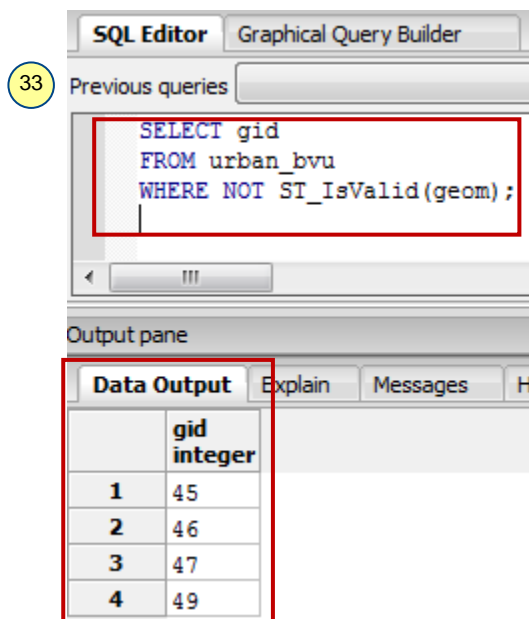 SQL Editor Graphical Query Builder
33
Previous queries
SELECT gid
FROM urban_bvu
WHERE NOT ST_IsValid(geom);
Output pane
Data Output Explain Messages H
gid
integer
1 45
2 46
3 47
4 49